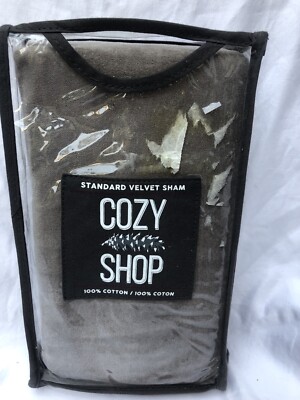 STANDARD VELVET SHAM
COZY
SHOP
100% COTTON / 100% COTON